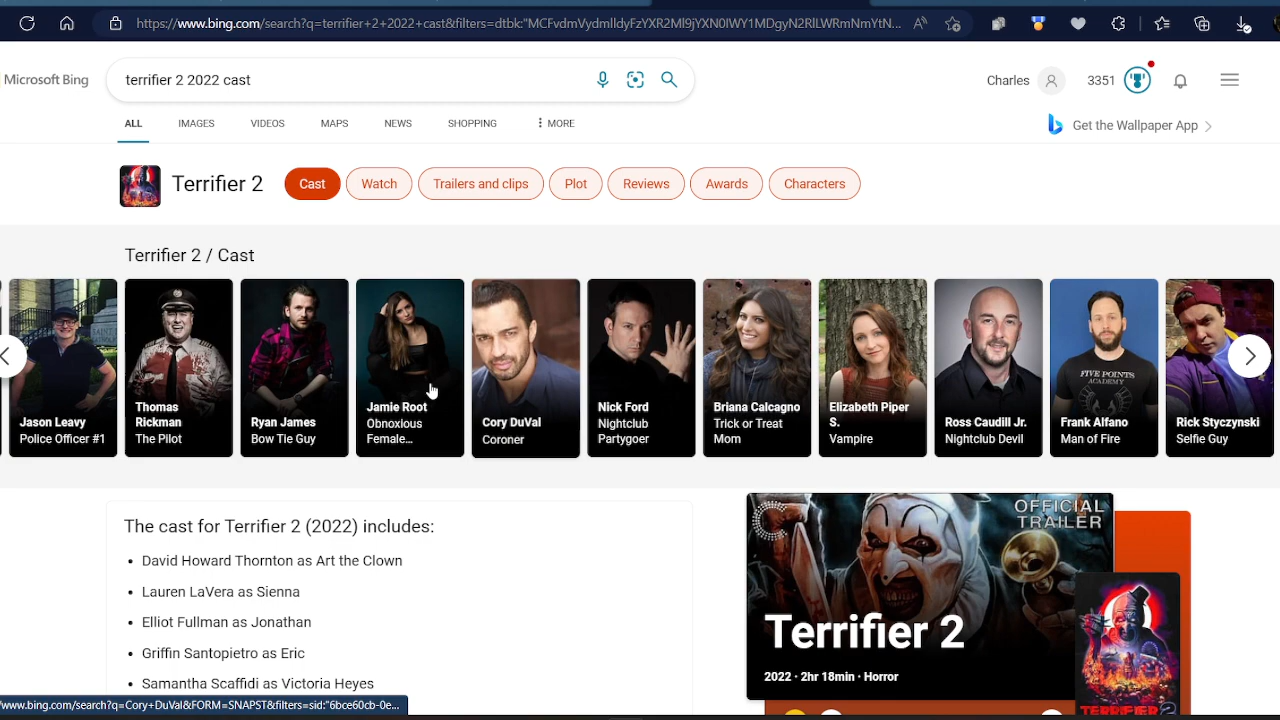 https://www.bing.com/search?q=terrifier+2+2022+cast&filters=dtbk:"MCFvdmVydmlldyFzYXR2Ml9jYXN0IWY1MDgyN2RlLWRmNmYtN...
Microsoft Bing
terrifier 2 2022 cast
Charles
3351
ALL
IMAGES
VIDEOS
MAPS
NEWS
SHOPPING
MORE
Get the Wallpaper App
Terrifier 2
Cast
Watch
Trailers and clips
Plot
Reviews
Awards
Characters
Terrifier 2 / Cast
FIVE POINTS
ACADEMY
Jason Leavy
Police Officer #1
Thomas
Rickman
The Pilot
Ryan James
Bow Tie Guy
Jamie Root
Obnoxious
Female...
Cory DuVal
Coroner
Nick Ford
Nightclub
Partygoer
Briana Calcagno
Trick or Treat
Mom
Elizabeth Piper
S.
Vampire
Ross Caudill Jr.
Nightclub Devil
Frank Alfano
Man of Fire
Rick Styczynski
Selfie Guy
The cast for Terrifier 2 (2022) includes:
• David Howard Thornton as Art the Clown
• Lauren LaVera as Sienna
• Elliot Fullman as Jonathan
• Griffin Santopietro as Eric
• Samantha Scaffidi as Victoria Heyes
OFFICIAL
TRAILER
Terrifier 2
2022 · 2hr 18min · Horror
TERRIFIER 2
/www.bing.com/search?q=Cory+DuVal&FORM=SNAPST&filters=sid:"6bce60d2-0c...